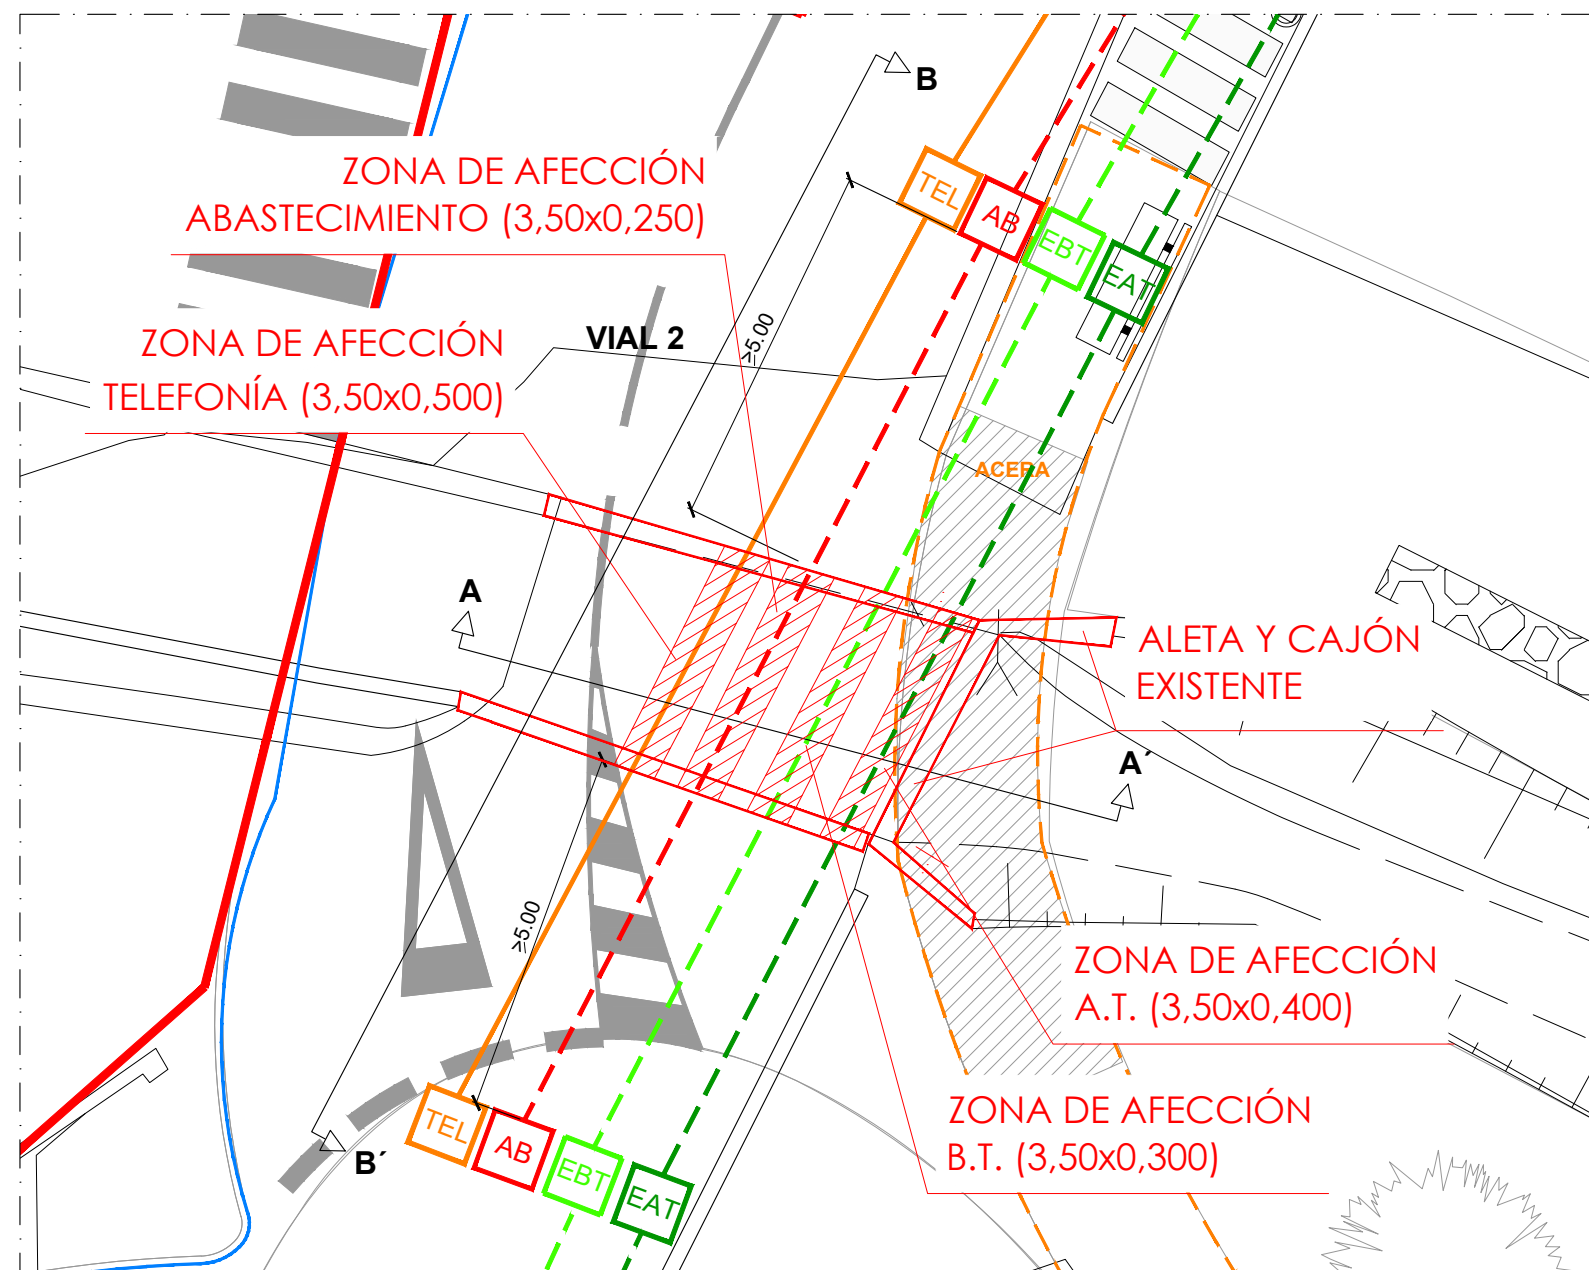 B
ZONA DE AFECCIÓN
ABASTECIMIENTO (3,50x0,250)
TEL
AB
EBT
EAT
ZONA DE AFECCIÓN
TELEFONÍA (3,50x0,500)
VIAL 2
≥5.00
ACERA
A
ALETA Y CAJÓN
EXISTENTE
A´
≥5.00
ZONA DE AFECCIÓN
A.T. (3,50x0,400)
ZONA DE AFECCIÓN
B.T. (3,50x0,300)
B´
TEL
AB
EBT
EAT